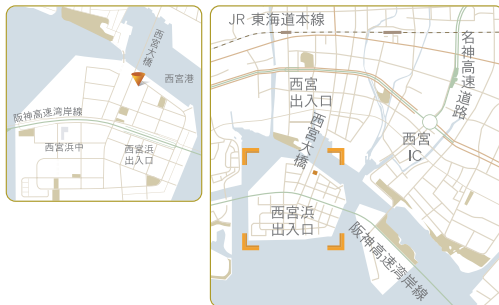 西宮大橋
西宮港
阪神高速湾岸線
西宮浜中
西宮浜
出入口
JR 東海道本線
名神高速道路
西宮
出入口
西宮大橋
西宮
IC
西宮浜
出入口
阪神高速湾岸線